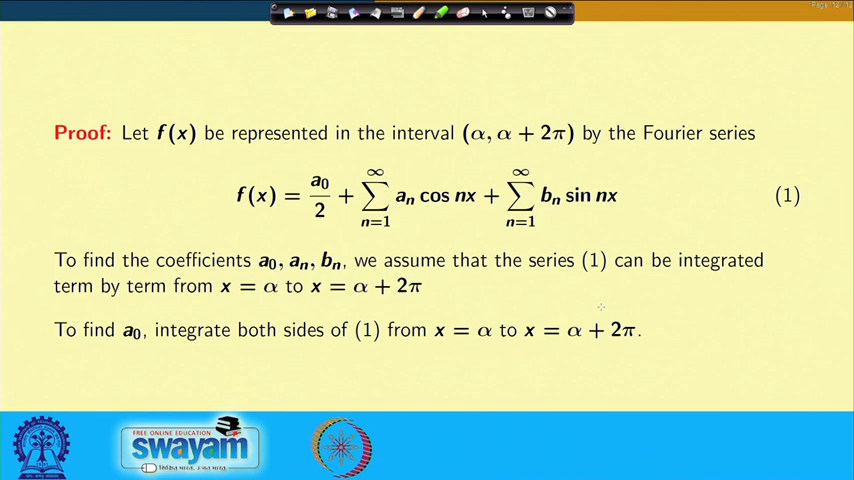 Page 12/12
Proof: Let f(x) be represented in the interval (α, α + 2π) by the Fourier series
f(x) = a₀/2 + ∑_{n=1}^{∞} aₙ cos nx + ∑_{n=1}^{∞} bₙ sin nx (1)
To find the coefficients a₀, aₙ, bₙ, we assume that the series (1) can be integrated
term by term from x = α to x = α + 2π
To find a₀, integrate both sides of (1) from x = α to x = α + 2π.
FREE ONLINE EDUCATION
swayam